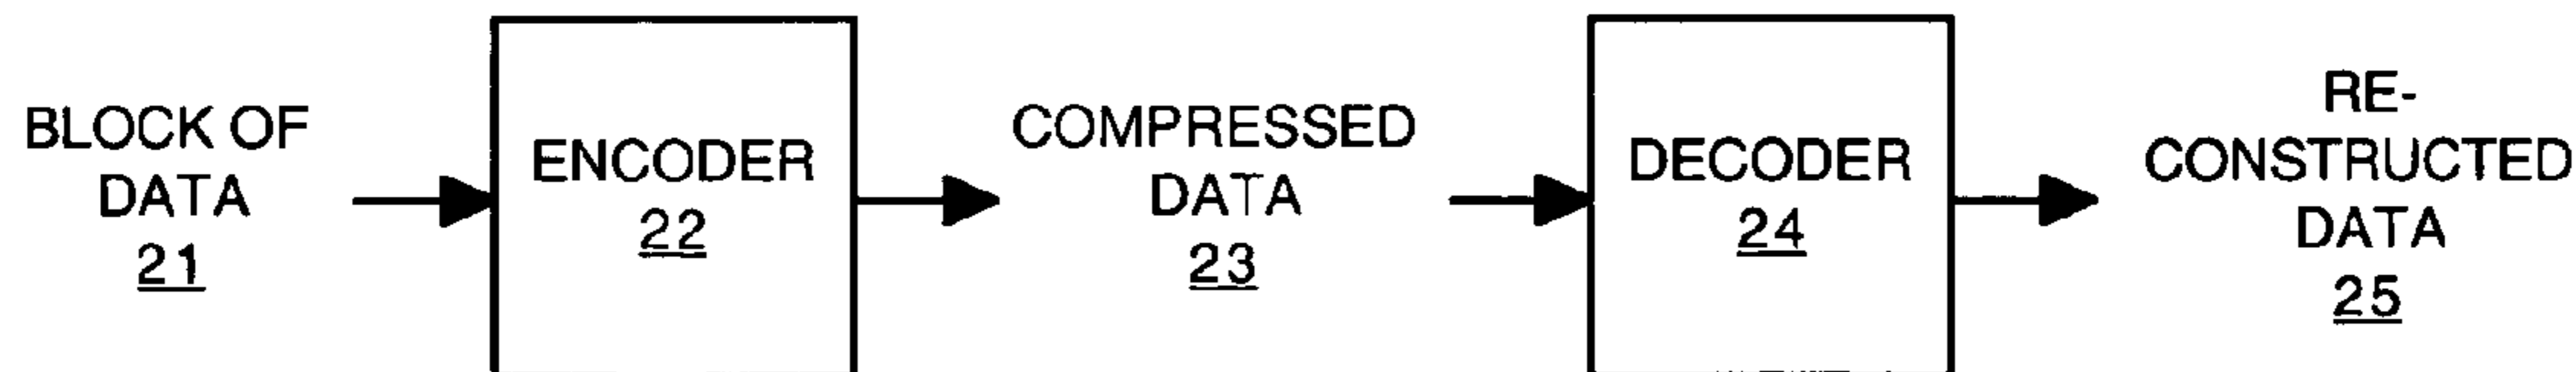 BLOCK OF
DATA
21
ENCODER
22
COMPRESSED
DATA
23
DECODER
24
RE-
CONSTRUCTED
DATA
25